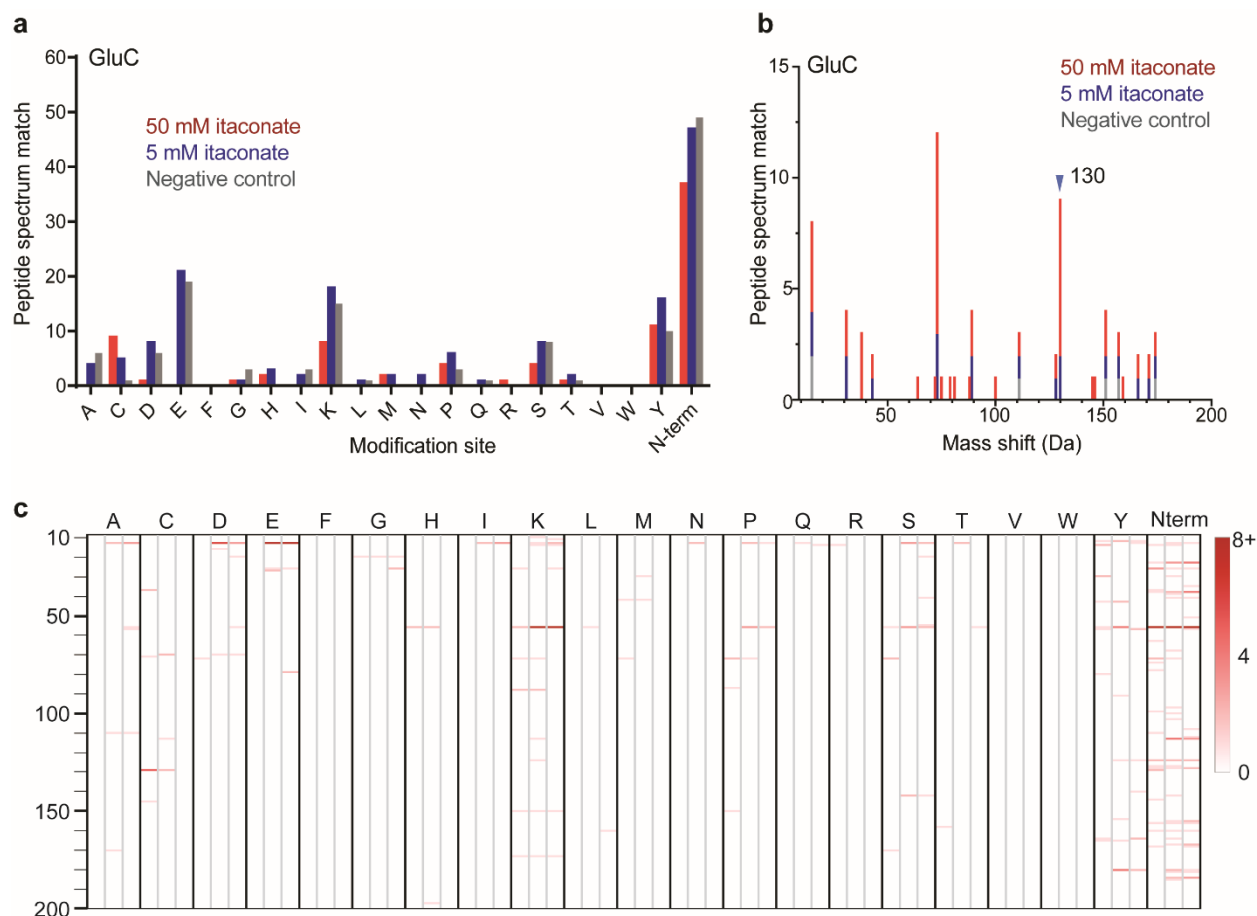 a
GluC
50 mM itaconate
5 mM itaconate
Negative control
Peptide spectrum match
60
50
40
30
20
10
0
A C D E F G H I K L M N P Q R S T V W Y N-term
Modification site
b
GluC
50 mM itaconate
5 mM itaconate
Negative control
130
Peptide spectrum match
15
10
5
0
50 100 150 200
Mass shift (Da)
c
A C D E F G H I K L M N P Q R S T V W Y Nterm
10
50
100
150
200
8+
4
0